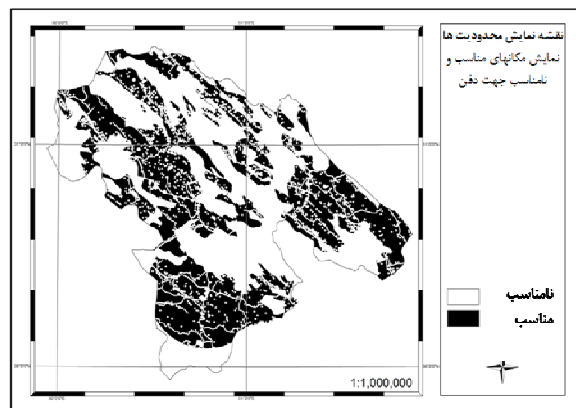 نقشه نمایش محدودیت ها
نمایش مکانهای مناسب و
نامناسب جهت دفن
نامناسب
مناسب
1:1,000,000